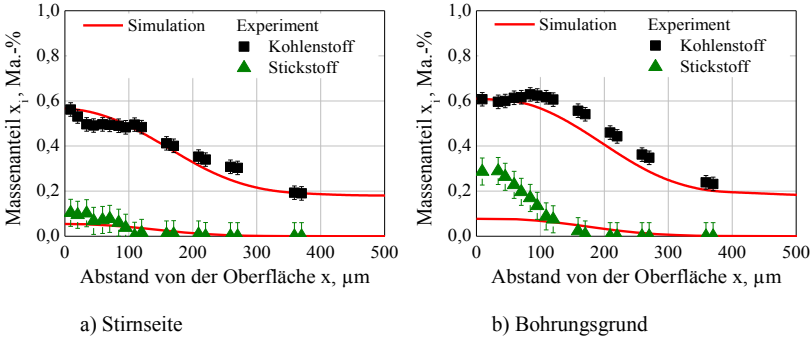 Massenanteil xi, Ma.-%
1,0
0,8
0,6
0,4
0,2
0,0
Simulation
Experiment
Kohlenstoff
Stickstoff
0 100 200 300 400 500
Abstand von der Oberfläche x, µm
a) Stirnseite
Massenanteil xi, Ma.-%
1,0
0,8
0,6
0,4
0,2
0,0
Simulation
Experiment
Kohlenstoff
Stickstoff
0 100 200 300 400 500
Abstand von der Oberfläche x, µm
b) Bohrungsgrund